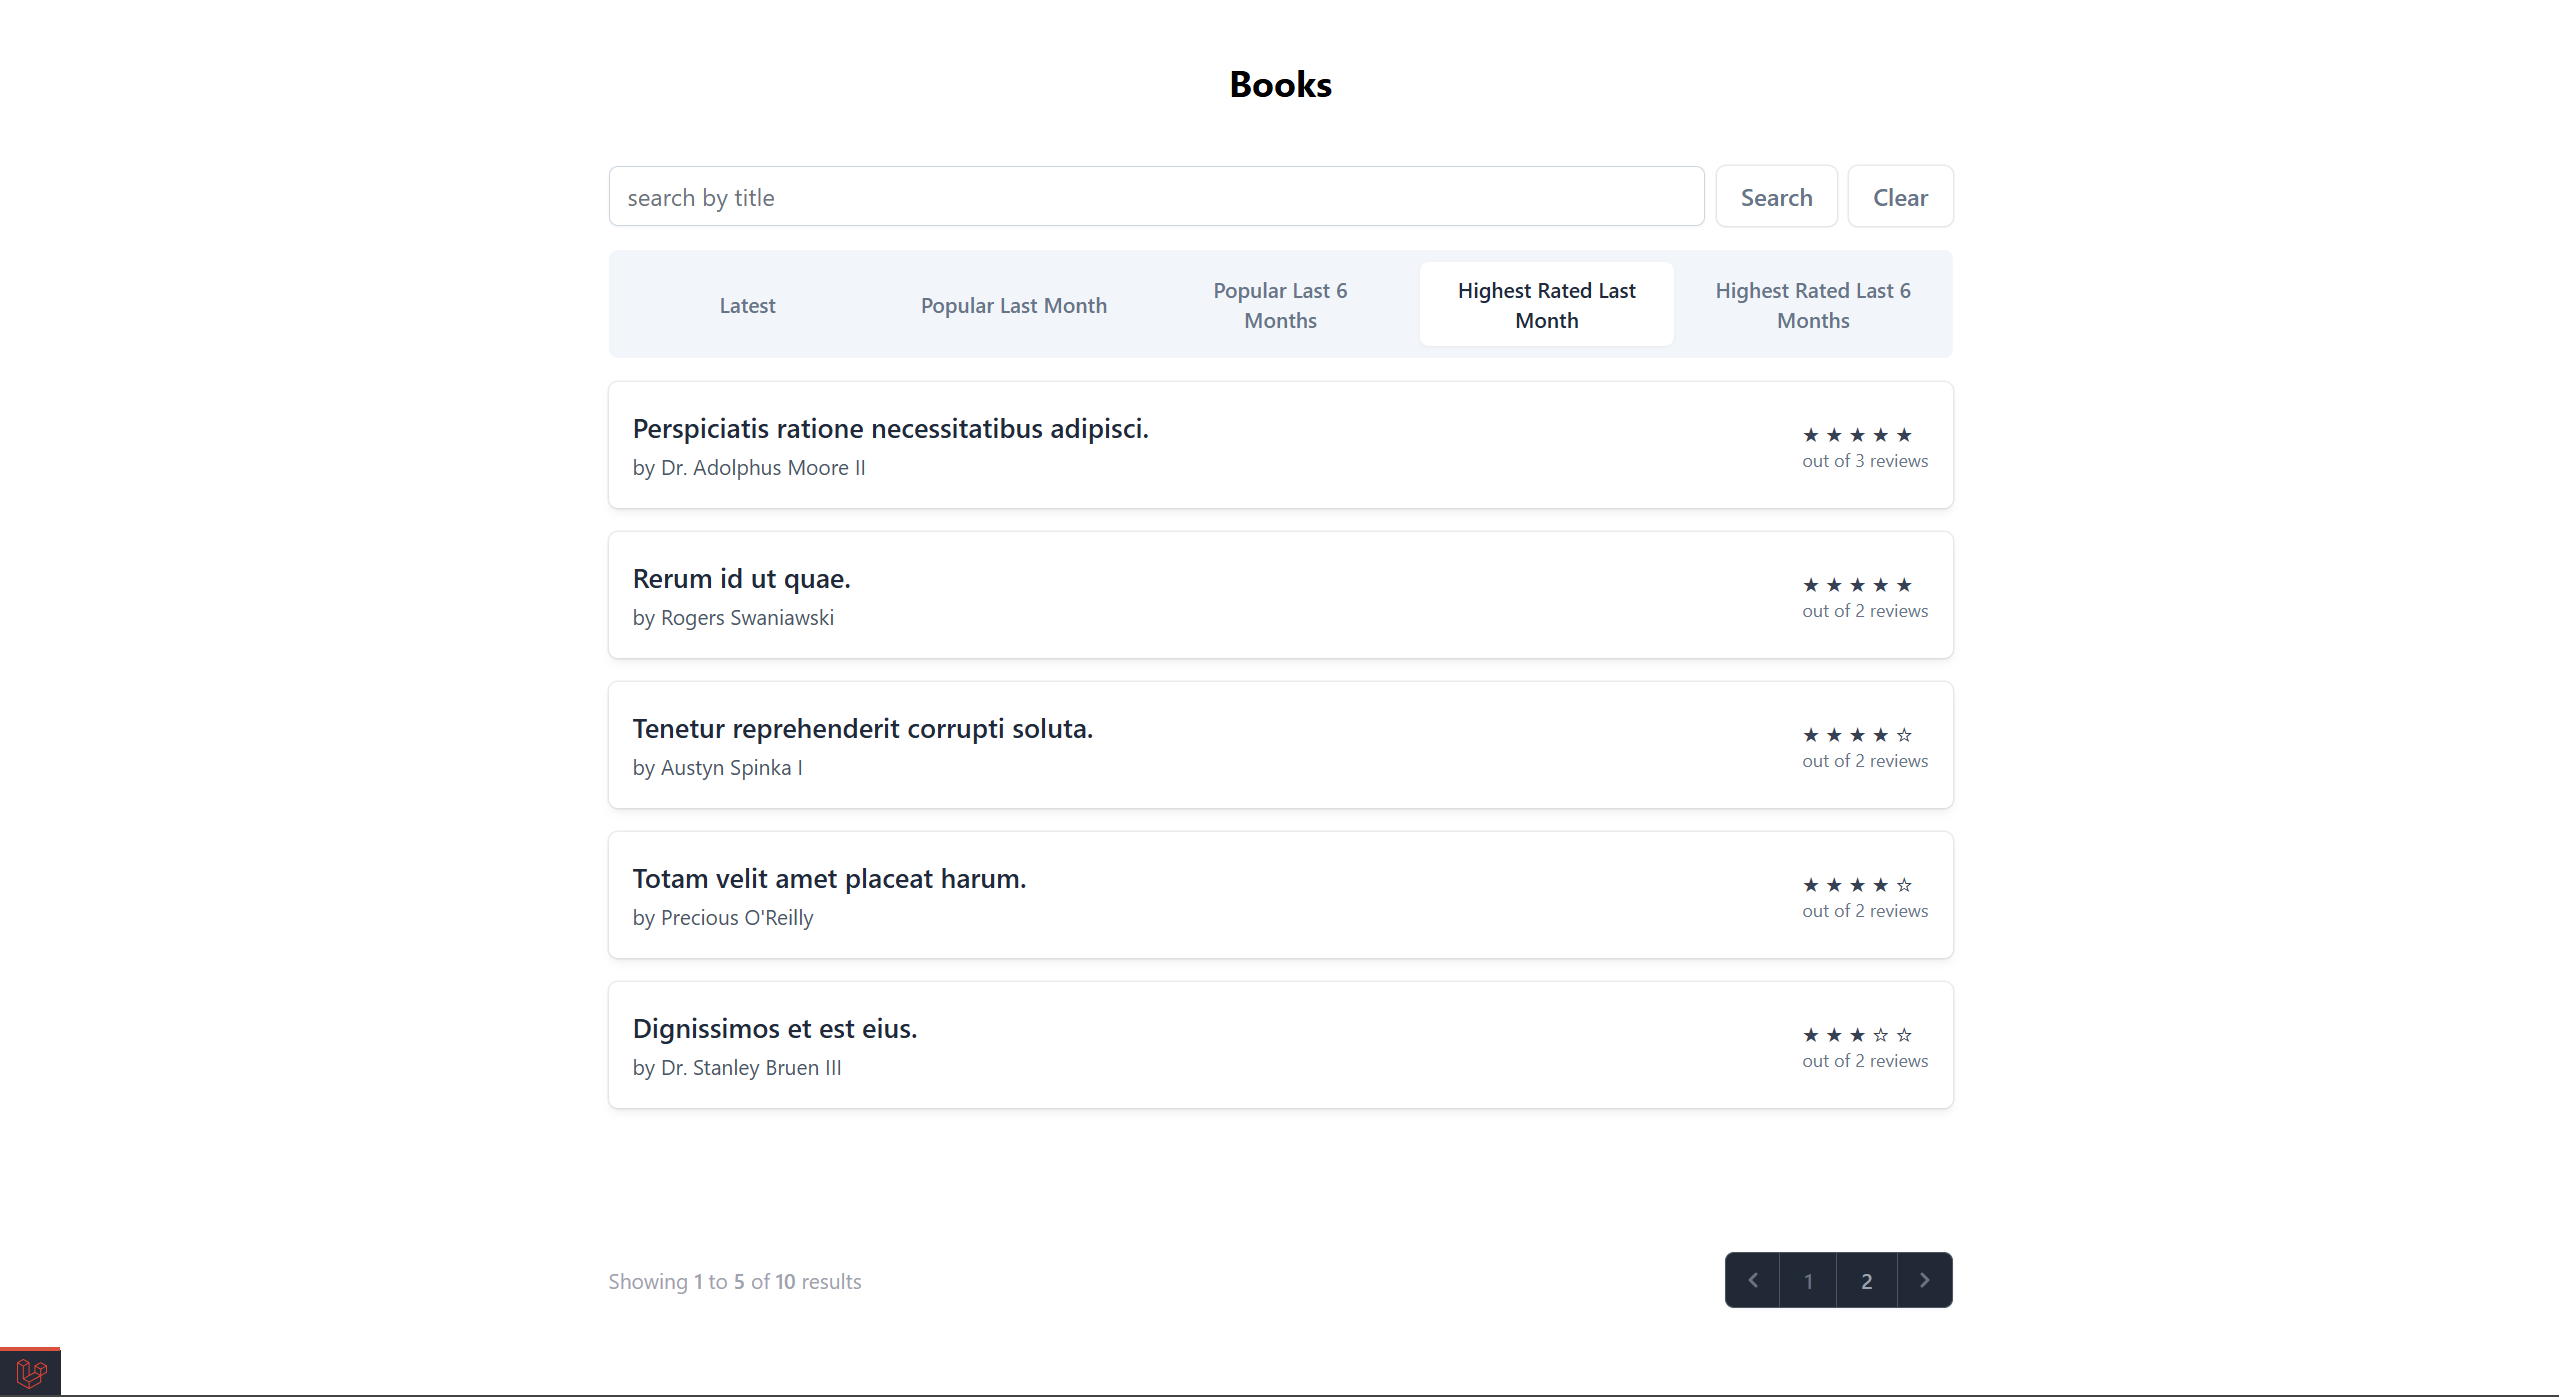 Books
search by title
Search
Clear
Latest
Popular Last Month
Popular Last 6
Months
Highest Rated Last
Month
Highest Rated Last 6
Months
Perspiciatis ratione necessitatibus adipisci.
by Dr. Adolphus Moore II
★ ★ ★ ★ ★
out of 3 reviews
Rerum id ut quae.
by Rogers Swaniawski
★ ★ ★ ★ ★
out of 2 reviews
Tenetur reprehenderit corrupti soluta.
by Austyn Spinka I
★ ★ ★ ★ ☆
out of 2 reviews
Totam velit amet placeat harum.
by Precious O'Reilly
★ ★ ★ ★ ☆
out of 2 reviews
Dignissimos et est eius.
by Dr. Stanley Bruen III
★ ★ ★ ☆ ☆
out of 2 reviews
Showing 1 to 5 of 10 results
1
2